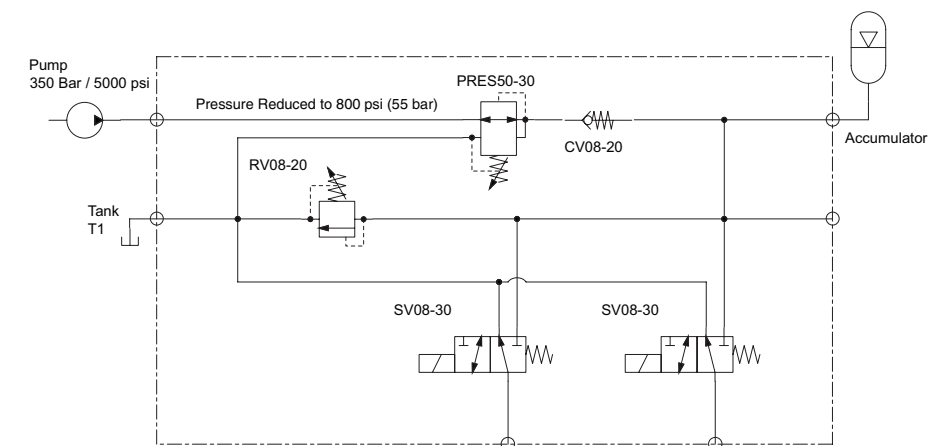 Pump
350 Bar / 5000 psi
PRES50-30
Pressure Reduced to 800 psi (55 bar)
Accumulator
CV08-20
RV08-20
Tank
T1
SV08-30
SV08-30